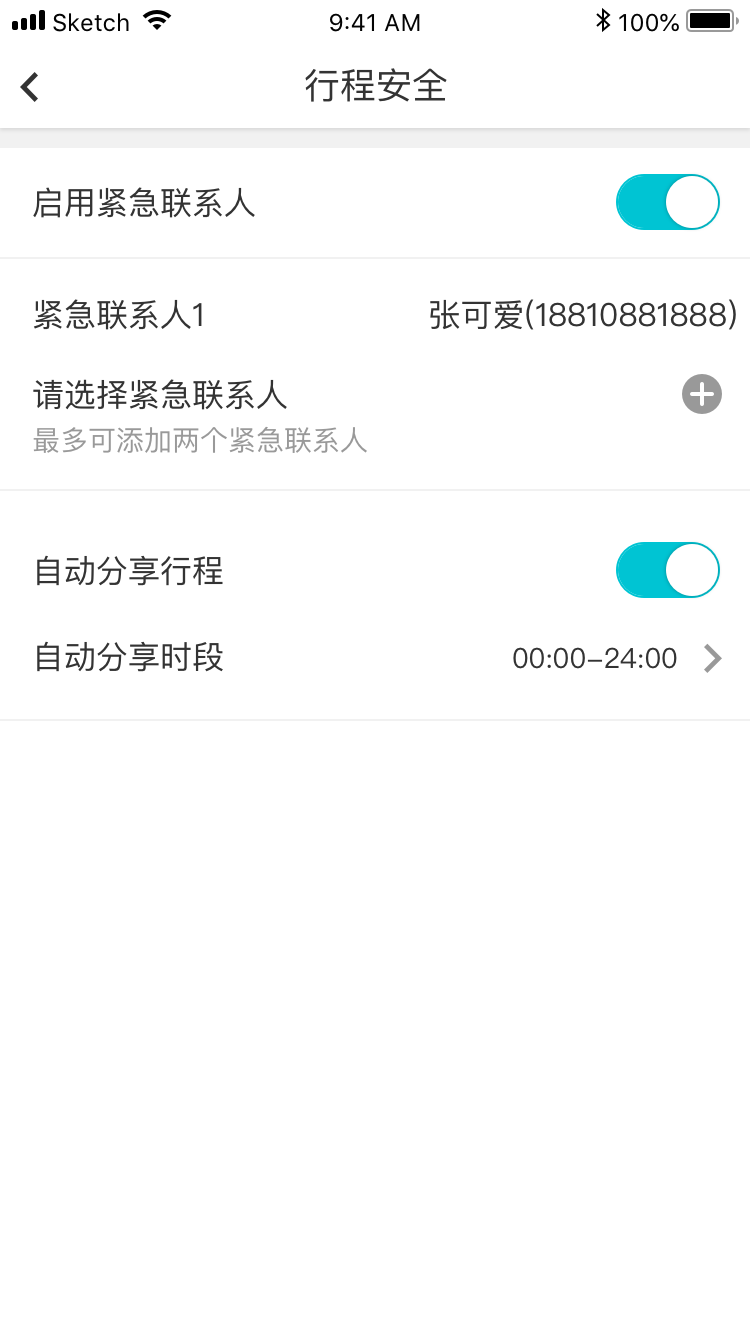 Sketch 9:41 AM 100%
行程安全
启用紧急联系人
紧急联系人1 张可爱(18810881888)
请选择紧急联系人
最多可添加两个紧急联系人
自动分享行程
自动分享时段 00:00–24:00